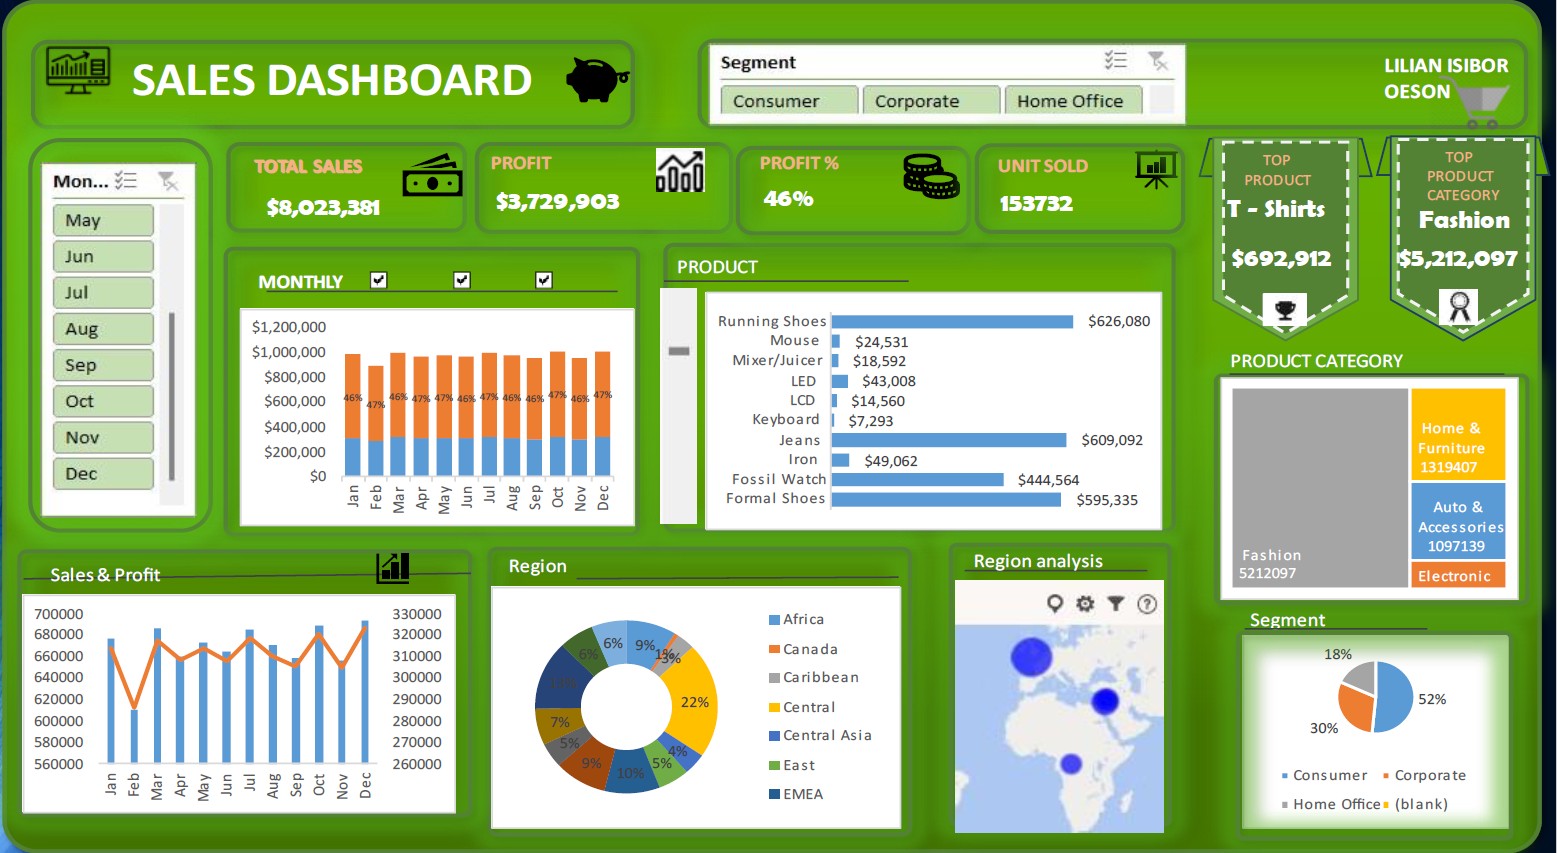 SALES DASHBOARD
Segment
Consumer
Corporate
Home Office
LILIAN ISIBOR
OESON
Mon...
May
Jun
Jul
Aug
Sep
Oct
Nov
Dec
TOTAL SALES
$8,023,381
PROFIT
$3,729,903
PROFIT %
46%
UNIT SOLD
153732
TOP
PRODUCT
T - Shirts
$692,912
TOP
PRODUCT
CATEGORY
Fashion
$5,212,097
MONTHLY
$1,200,000
$1,000,000
$800,000
$600,000
$400,000
$200,000
$0
46% 47% 46% 47% 47% 46% 47% 46% 46% 47% 46% 47%
Jan Feb Mar Apr May Jun Jul Aug Sep Oct Nov Dec
PRODUCT
Running Shoes $626,080
Mouse $24,531
Mixer/Juicer $18,592
LED $43,008
LCD $14,560
Keyboard $7,293
Jeans $609,092
Iron $49,062
Fossil Watch $444,564
Formal Shoes $595,335
PRODUCT CATEGORY
Fashion
5212097
Home &
Furniture
1319407
Auto &
Accessories
1097139
Electronic
Sales & Profit
700000
680000
660000
640000
620000
600000
580000
560000
330000
320000
310000
300000
290000
280000
270000
260000
Jan Feb Mar Apr May Jun Jul Aug Sep Oct Nov Dec
Region
9%
1%
3%
22%
4%
5%
10%
9%
5%
7%
6%
6%
Africa
Canada
Caribbean
Central
Central Asia
East
EMEA
Region analysis
?
Segment
18%
52%
30%
Consumer
Corporate
Home Office
(blank)